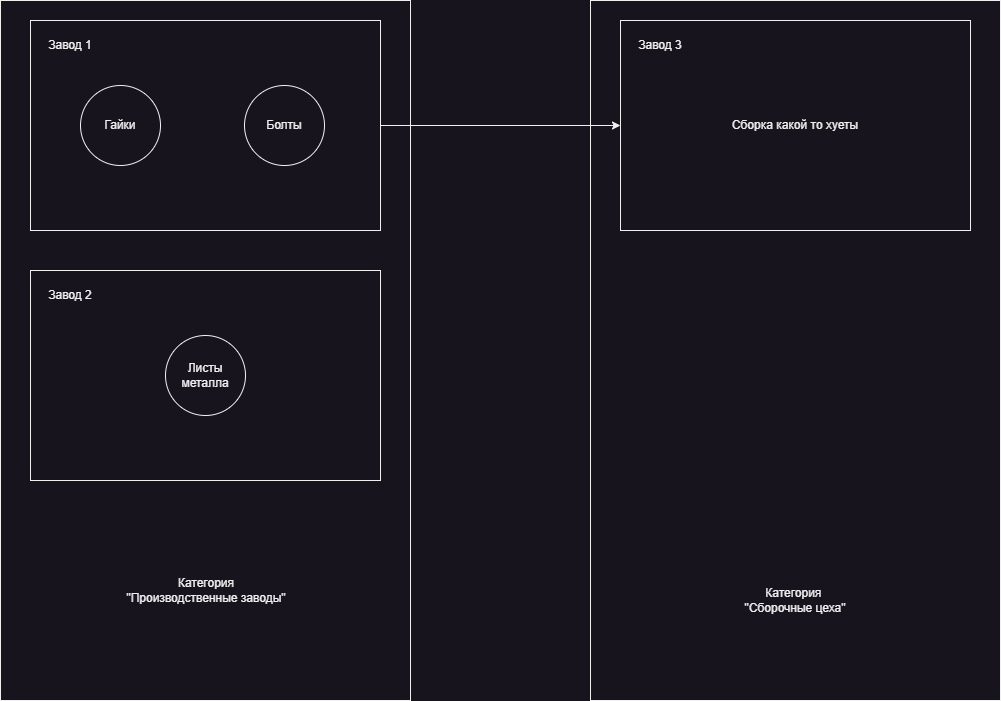 Завод 1
Гайки
Болты
Завод 3
Сборка какой то хуеты
Завод 2
Листы
металла
Категория
"Производственные заводы"
Категория
"Сборочные цеха"